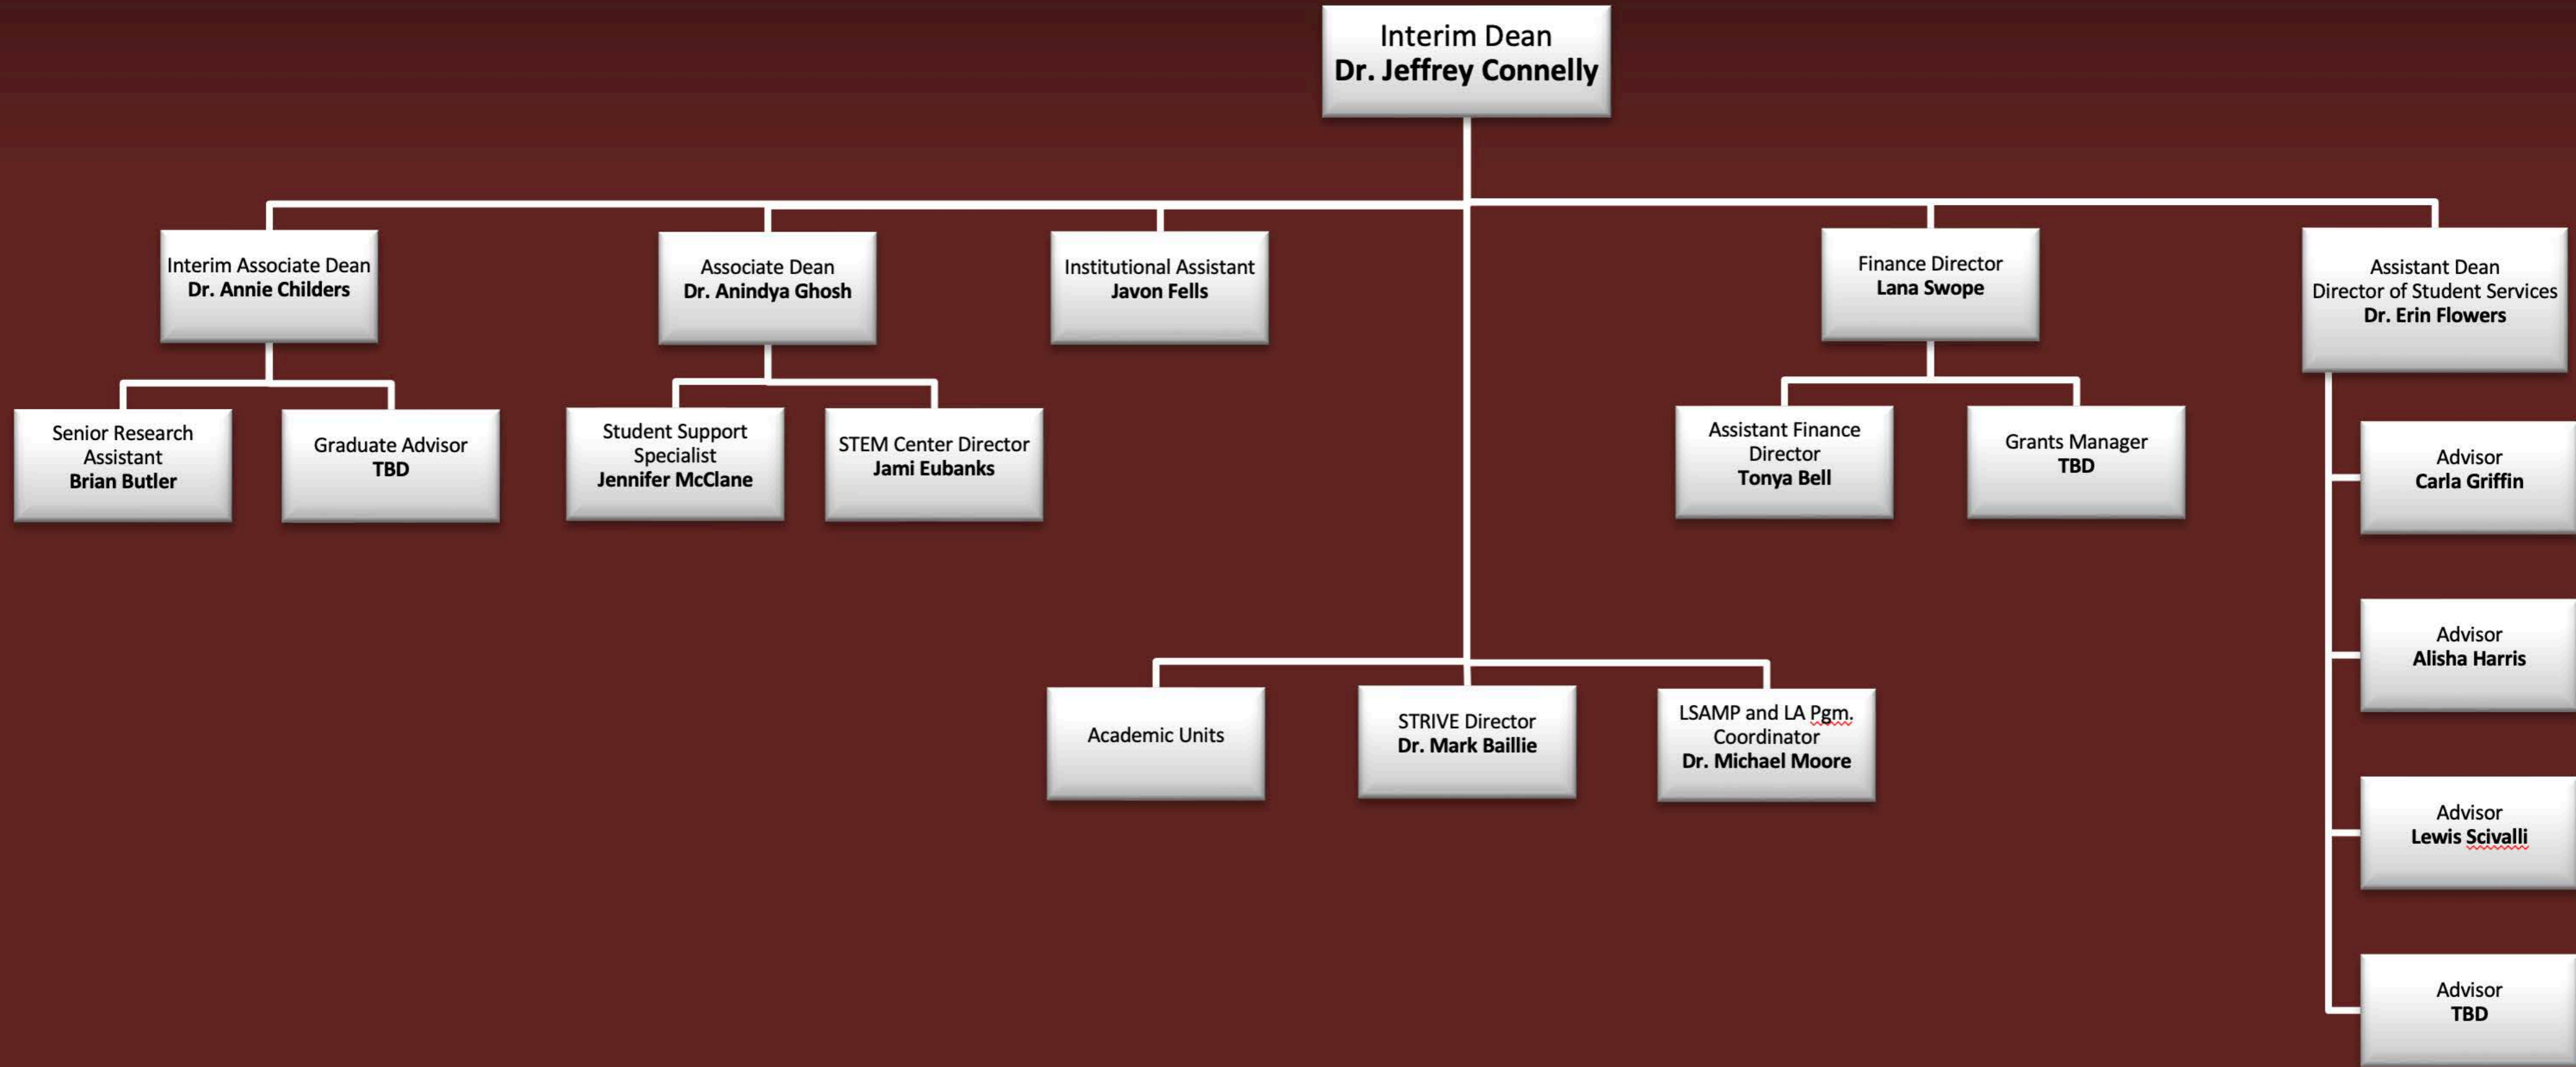 Interim Dean
Dr. Jeffrey Connelly
Interim Associate Dean
Dr. Annie Childers
Associate Dean
Dr. Anindya Ghosh
Institutional Assistant
Javon Fells
Finance Director
Lana Swope
Assistant Dean
Director of Student Services
Dr. Erin Flowers
Senior Research
Assistant
Brian Butler
Graduate Advisor
TBD
Student Support
Specialist
Jennifer McClane
STEM Center Director
Jami Eubanks
Assistant Finance
Director
Tonya Bell
Grants Manager
TBD
Advisor
Carla Griffin
Advisor
Alisha Harris
Academic Units
STRIVE Director
Dr. Mark Baillie
LSAMP and LA Pgm.
Coordinator
Dr. Michael Moore
Advisor
Lewis Scivalli
Advisor
TBD